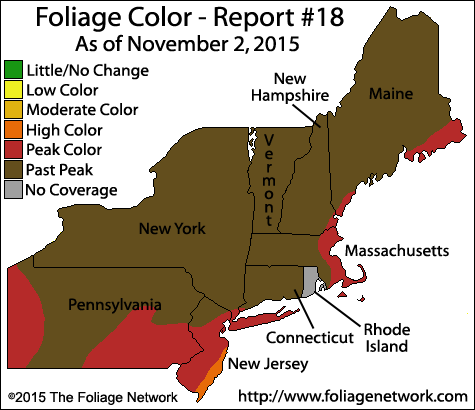 Foliage Color - Report #18
As of November 2, 2015
Little/No Change
Low Color
Moderate Color
High Color
Peak Color
Past Peak
No Coverage
New
Hampshire
Maine
Vermont
New York
Massachusetts
Pennsylvania
Connecticut
Rhode
Island
New Jersey
©2015 The Foliage Network
http://www.foliagenetwork.com